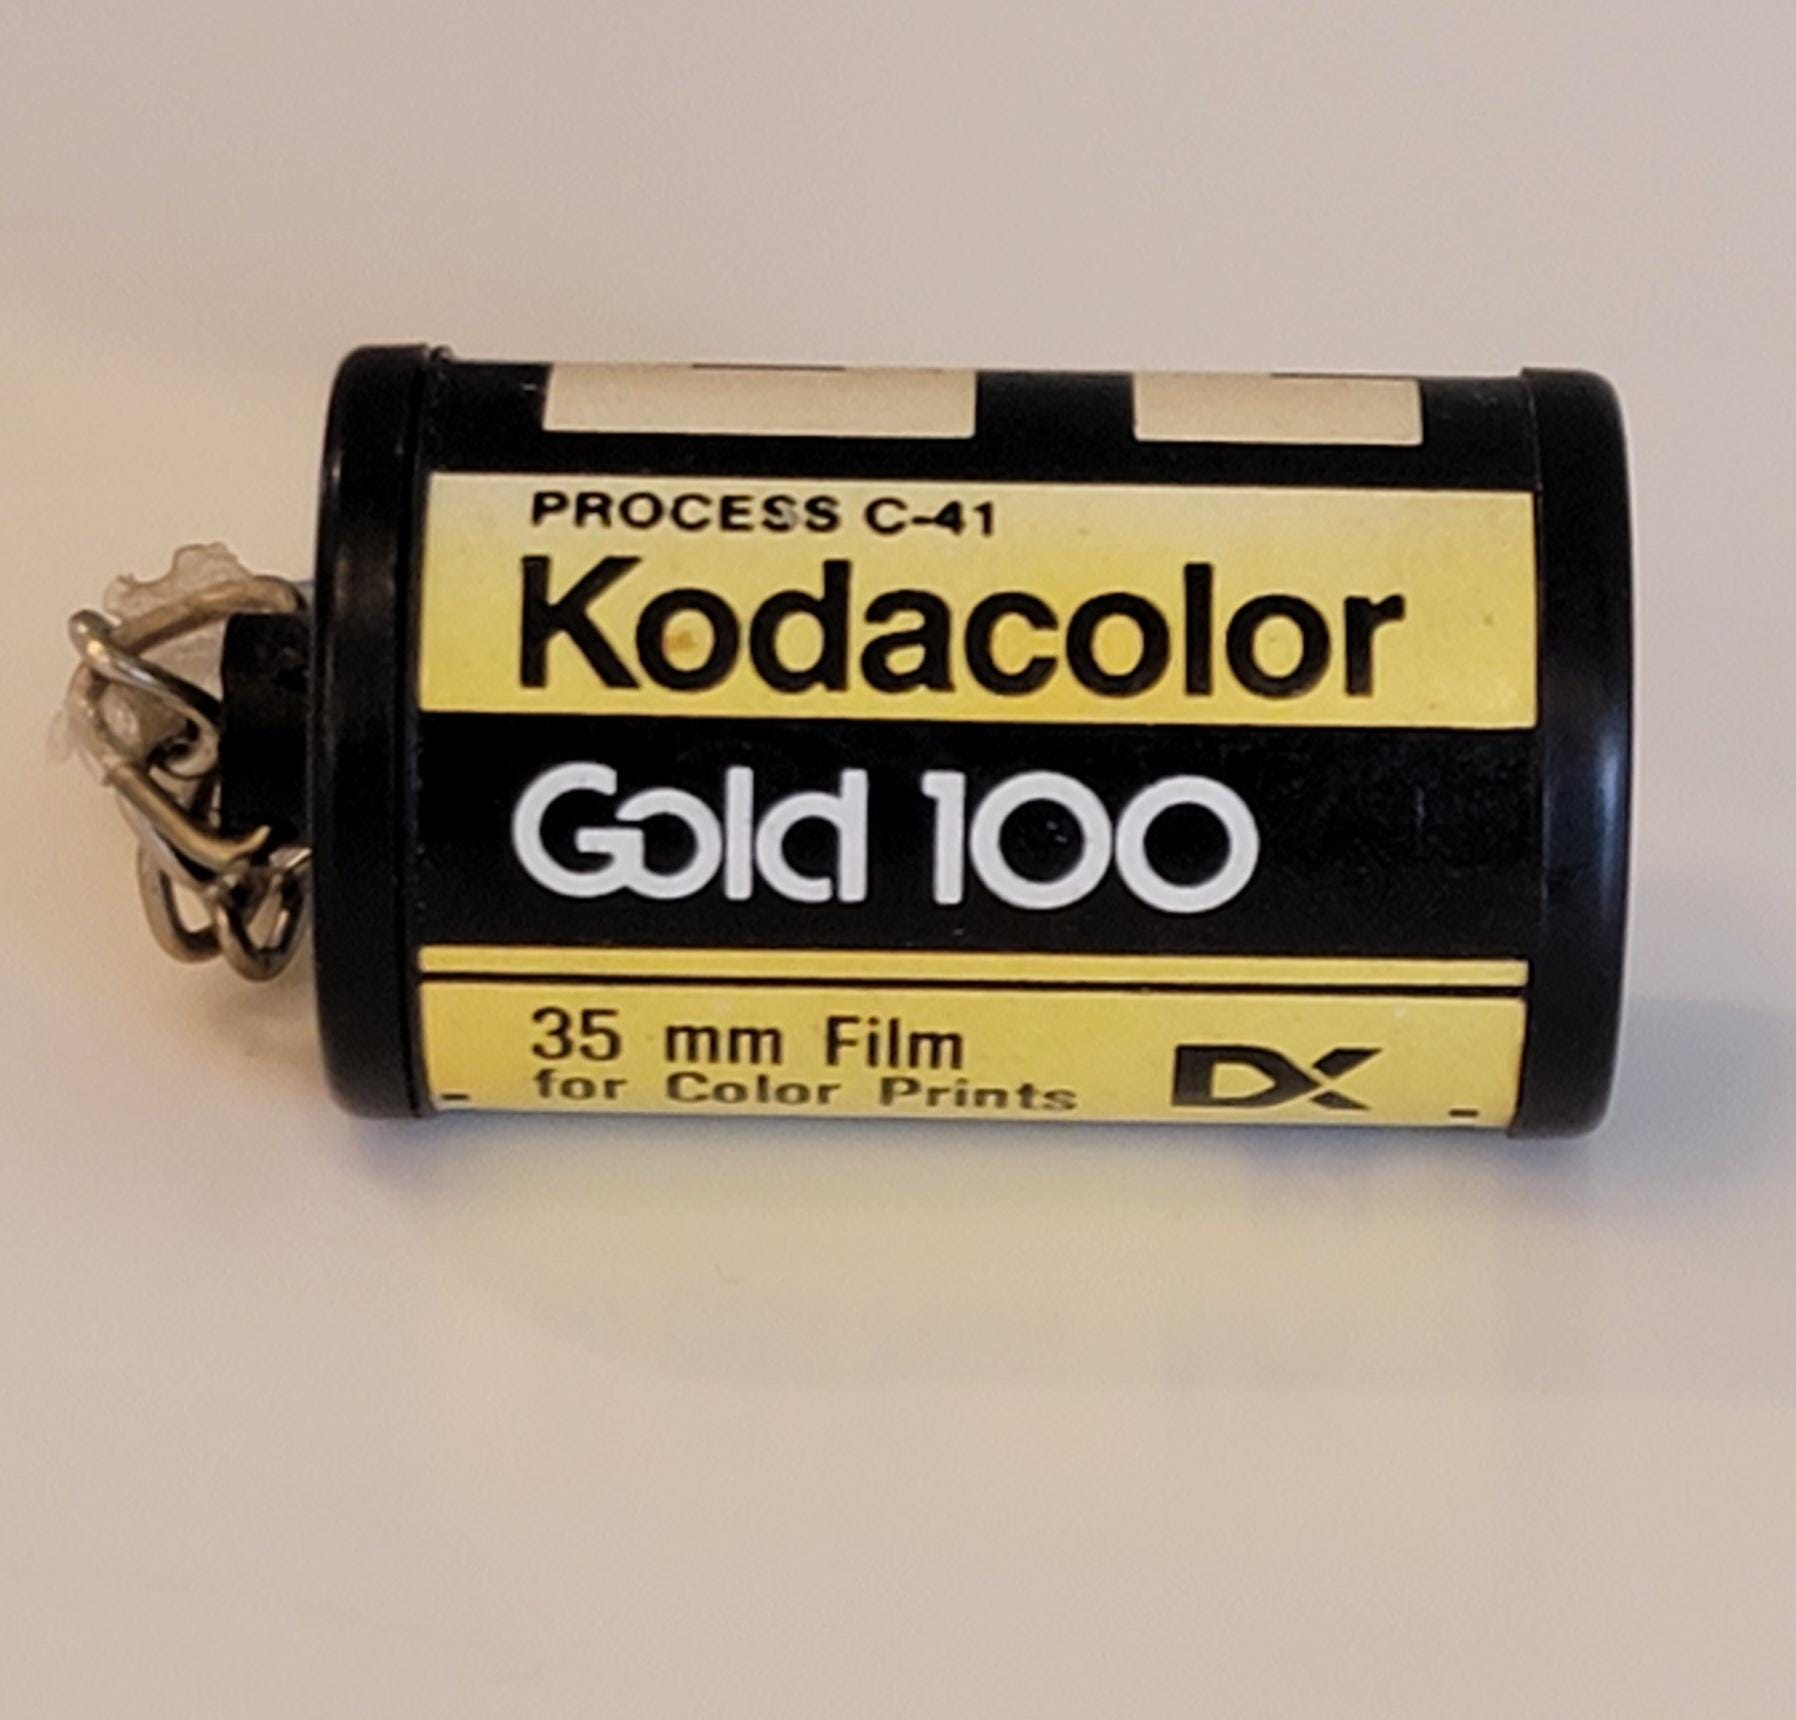 PROCESS C-41
Kodacolor
Gold 100
35 mm Film
for Color Prints
DX